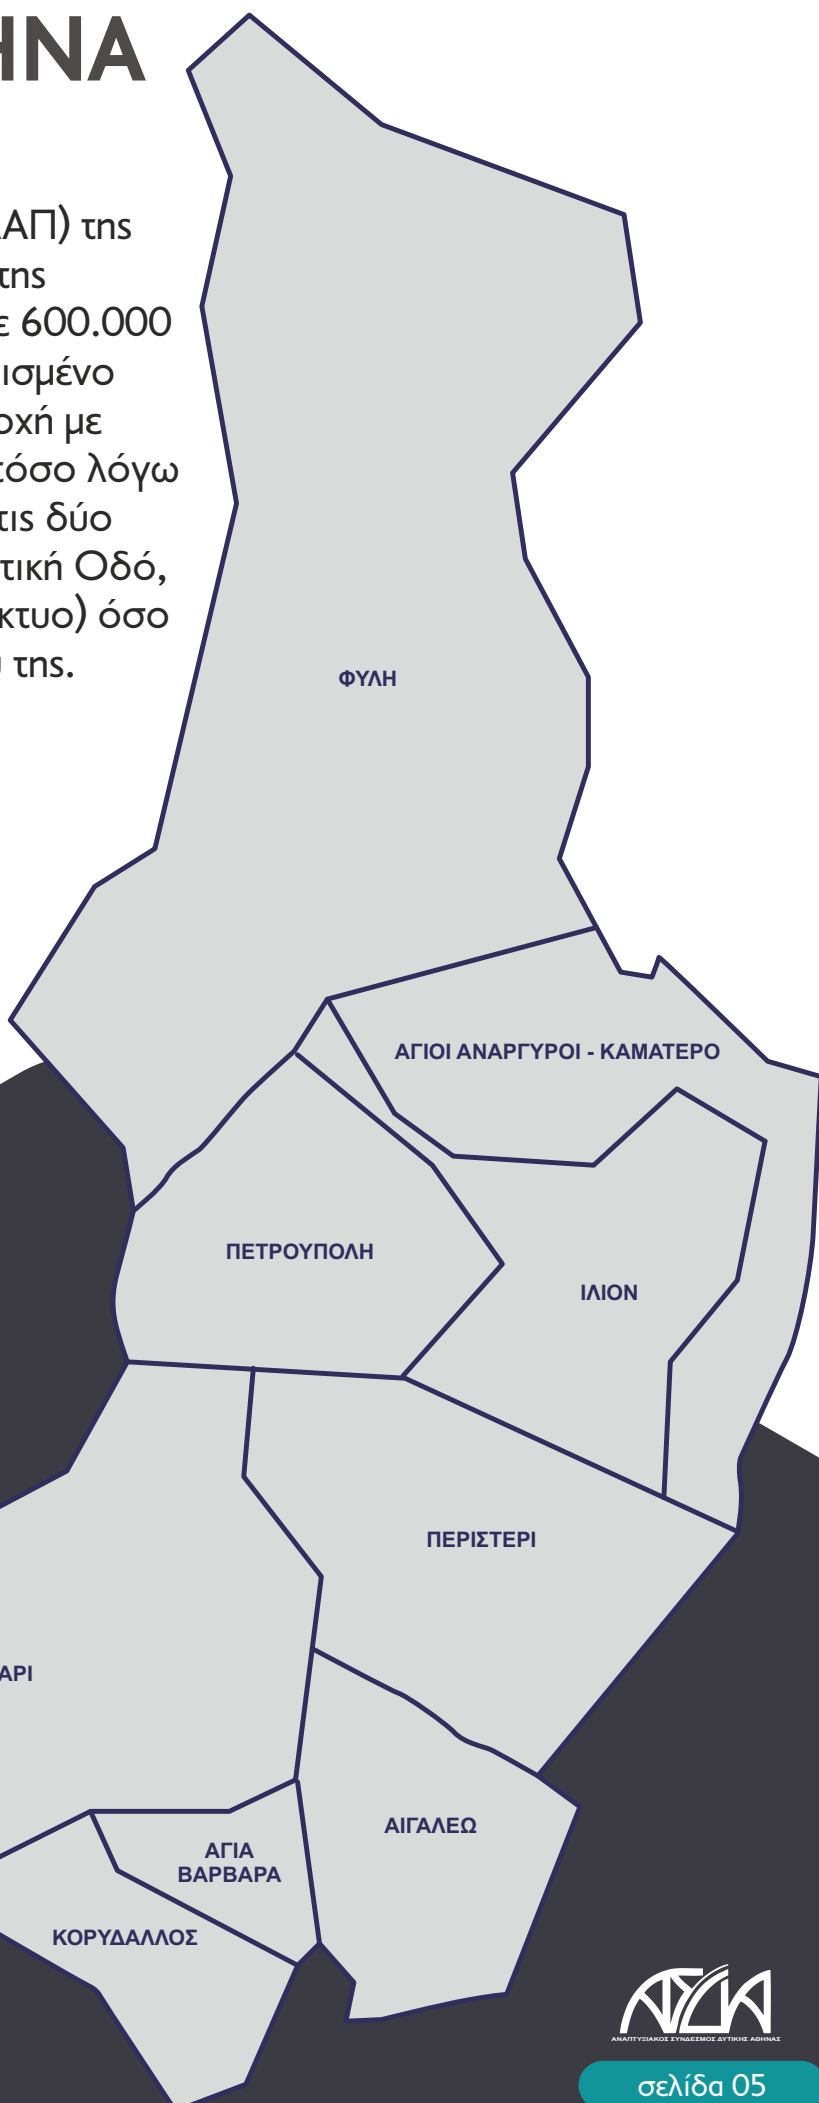 ΗΝΑ
ΑΠ) της
της
ε 600.000
ισμένο
οχή με
τόσο λόγω
τις δύο
τική Οδό,
κτυο) όσο
της.
ΦΥΛΗ
ΑΓΙΟΙ ΑΝΑΡΓΥΡΟΙ - ΚΑΜΑΤΕΡΟ
ΠΕΤΡΟΥΠΟΛΗ
ΙΛΙΟΝ
ΠΕΡΙΣΤΕΡΙ
ΑΡΙ
ΑΙΓΑΛΕΩ
ΑΓΙΑ
ΒΑΡΒΑΡΑ
ΚΟΡΥΔΑΛΛΟΣ
ΑΣΔΑ
ΑΝΑΠΤΥΞΙΑΚΟΣ ΣΥΝΔΕΣΜΟΣ ΔΥΤΙΚΗΣ ΑΘΗΝΑΣ
σελίδα 05